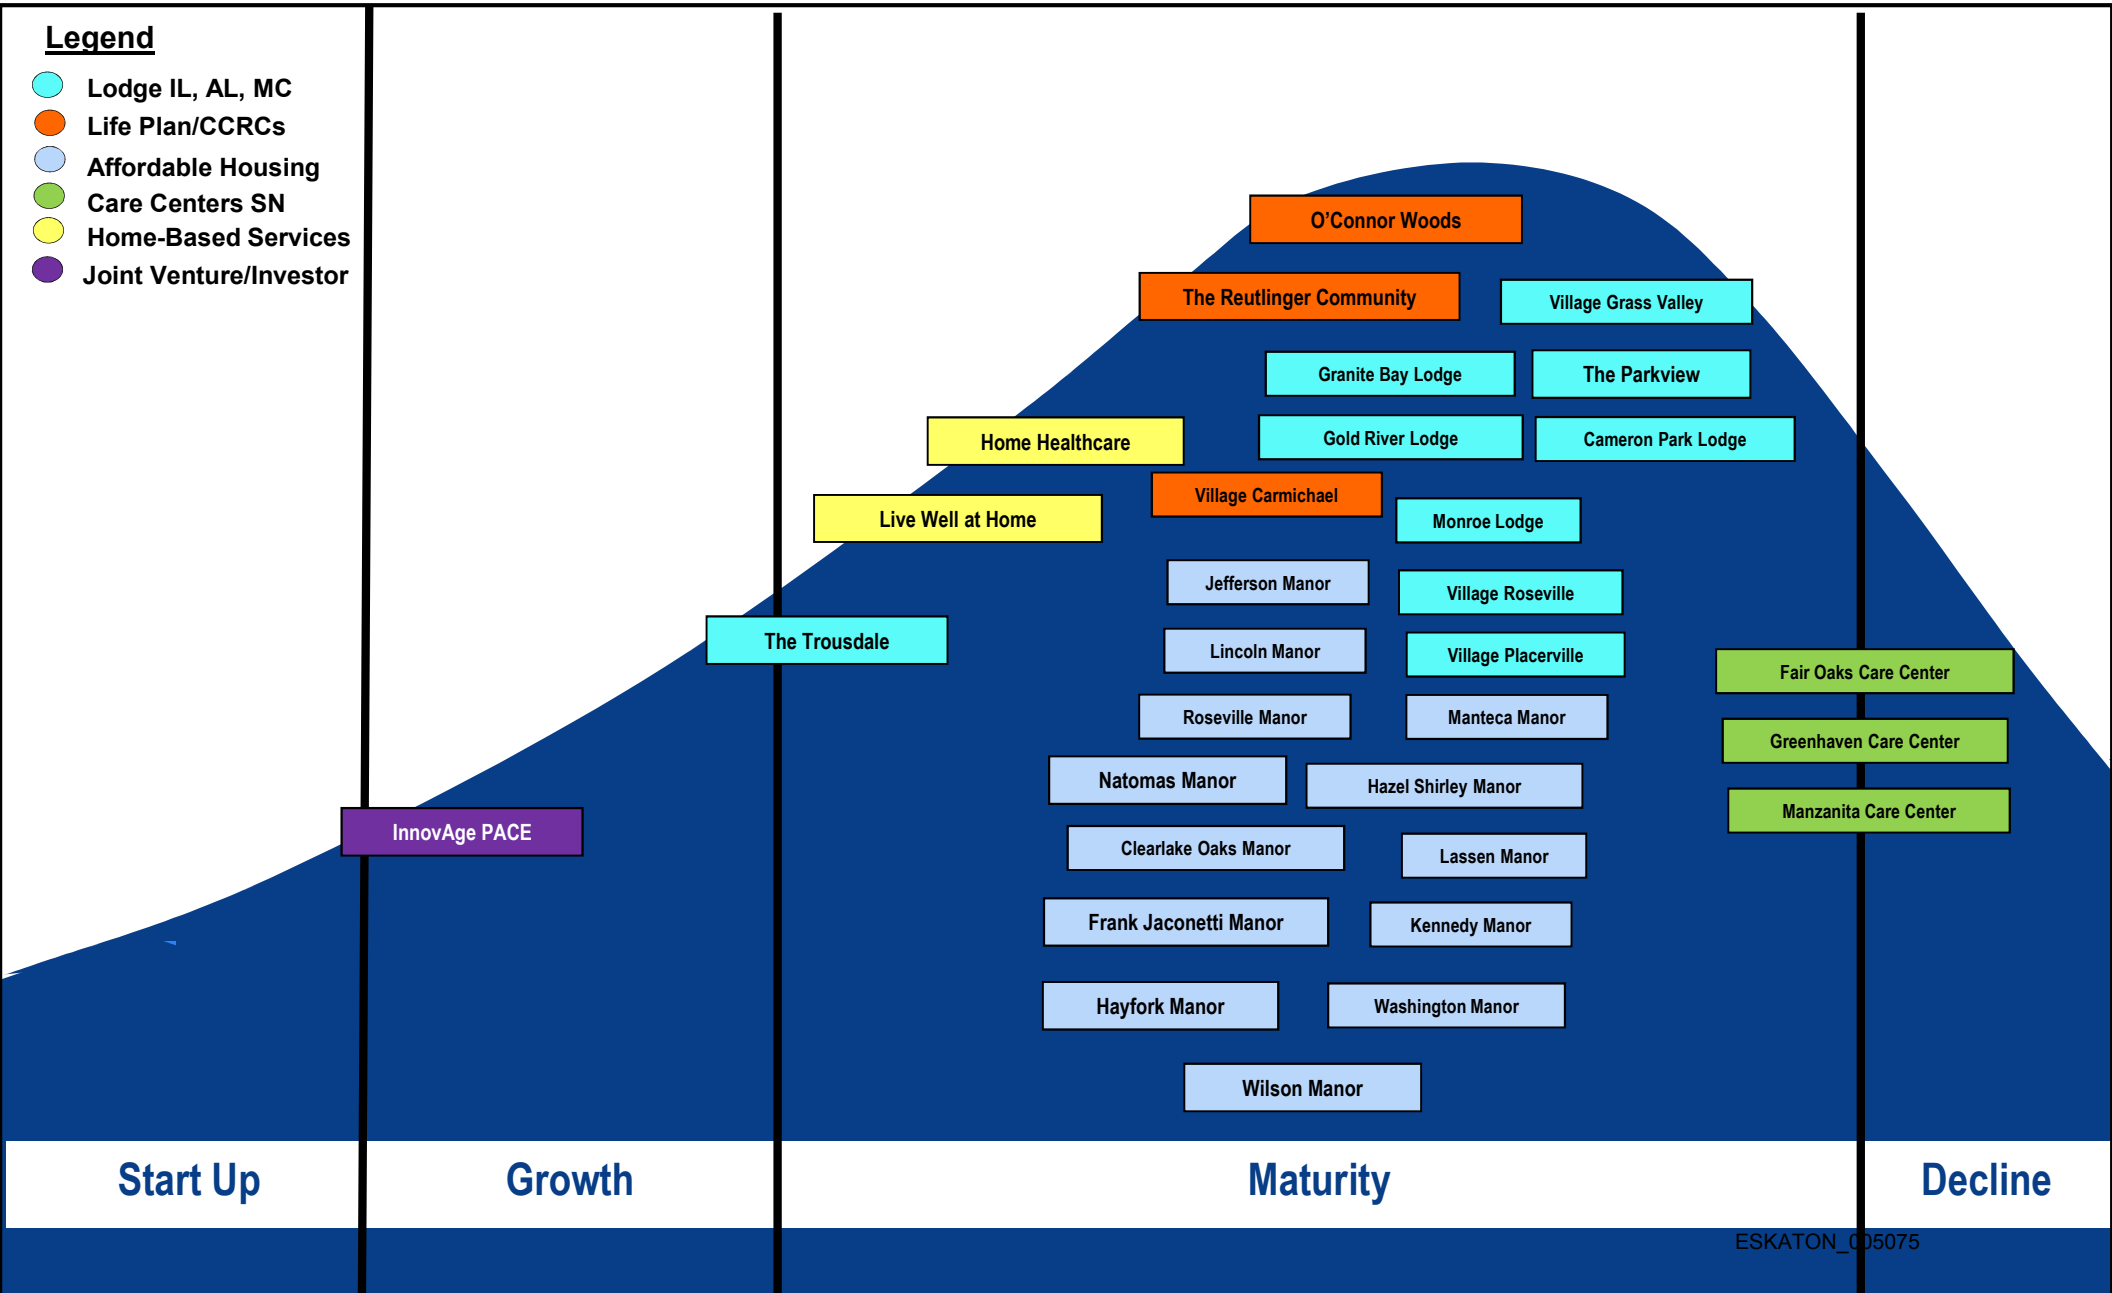 Legend
Lodge IL, AL, MC
Life Plan/CCRCs
Affordable Housing
Care Centers SN
Home-Based Services
Joint Venture/Investor
O’Connor Woods
The Reutlinger Community
Village Grass Valley
Granite Bay Lodge
The Parkview
Home Healthcare
Gold River Lodge
Cameron Park Lodge
Village Carmichael
Live Well at Home
Monroe Lodge
Jefferson Manor
Village Roseville
The Trousdale
Lincoln Manor
Village Placerville
Fair Oaks Care Center
Roseville Manor
Manteca Manor
Greenhaven Care Center
Natomas Manor
Hazel Shirley Manor
Manzanita Care Center
InnovAge PACE
Clearlake Oaks Manor
Lassen Manor
Frank Jaconetti Manor
Kennedy Manor
Hayfork Manor
Washington Manor
Wilson Manor
Start Up
Growth
Maturity
Decline
ESKATON_005075